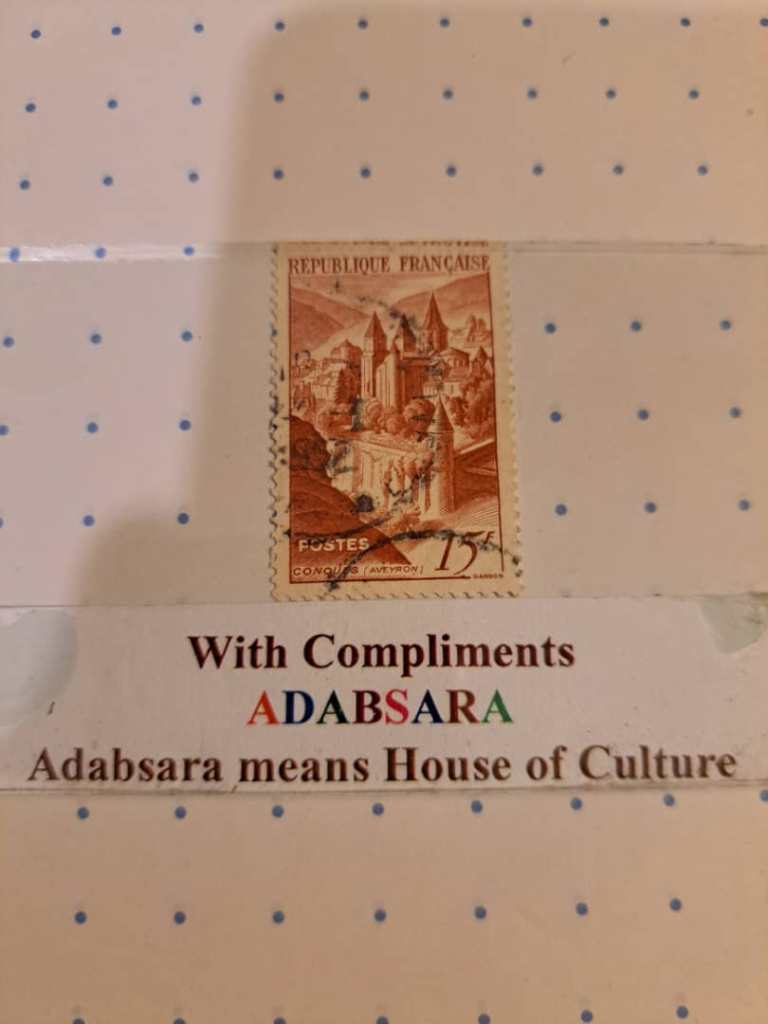 REPUBLIQUE FRANÇAISE
POSTES 15F
CONQUES (AVEYRON)
With Compliments
ADABSARA
Adabsara means House of Culture